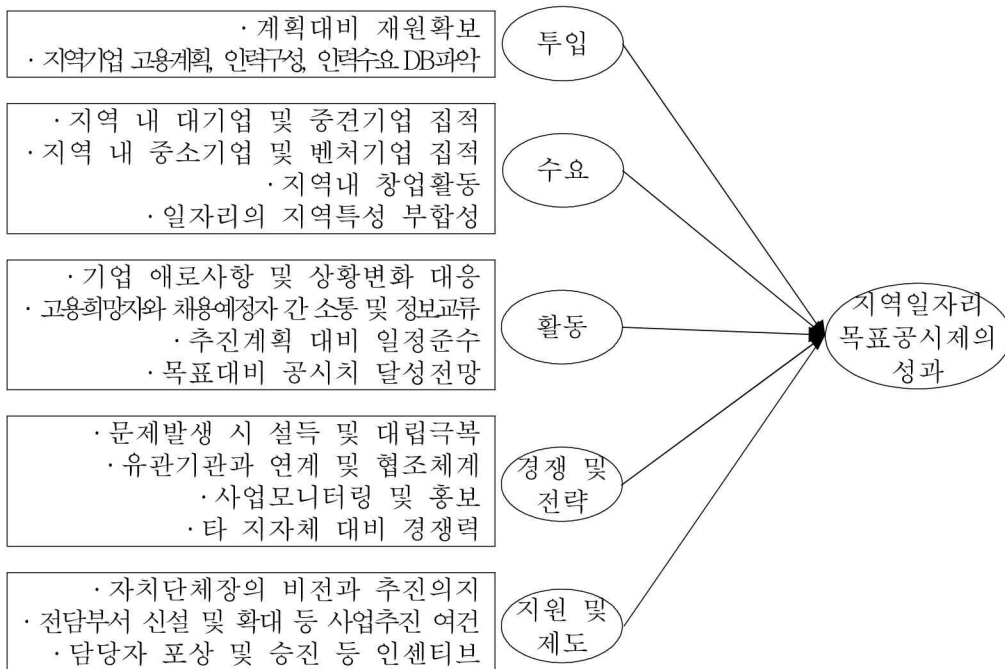 · 계획대비 재원확보
· 지역기업 고용계획, 인력구성, 인력수요 DB파악
투입
· 지역 내 대기업 및 중견기업 집적
· 지역 내 중소기업 및 벤처기업 집적
· 지역내 창업활동
· 일자리의 지역특성 부합성
수요
· 기업 애로사항 및 상황변화 대응
· 고용희망자와 채용예정자 간 소통 및 정보교류
· 추진계획 대비 일정준수
· 목표대비 공시치 달성전망
활동
· 문제발생 시 설득 및 대립극복
· 유관기관과 연계 및 협조체계
· 사업모니터링 및 홍보
· 타 지자체 대비 경쟁력
경쟁 및
전략
· 자치단체장의 비전과 추진의지
· 전담부서 신설 및 확대 등 사업추진 여건
· 담당자 포상 및 승진 등 인센티브
지원 및
제도
지역일자리
목표공시제의
성과